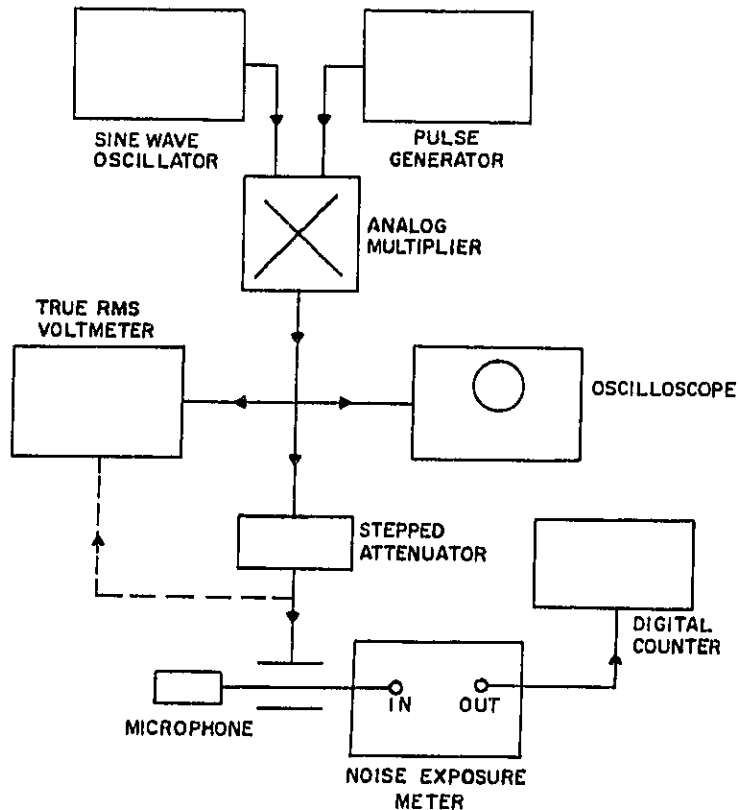 SINE WAVE
OSCILLATOR
PULSE
GENERATOR
ANALOG
MULTIPLIER
TRUE RMS
VOLTMETER
OSCILLOSCOPE
STEPPED
ATTENUATOR
DIGITAL
COUNTER
MICROPHONE
IN
OUT
NOISE EXPOSURE
METER